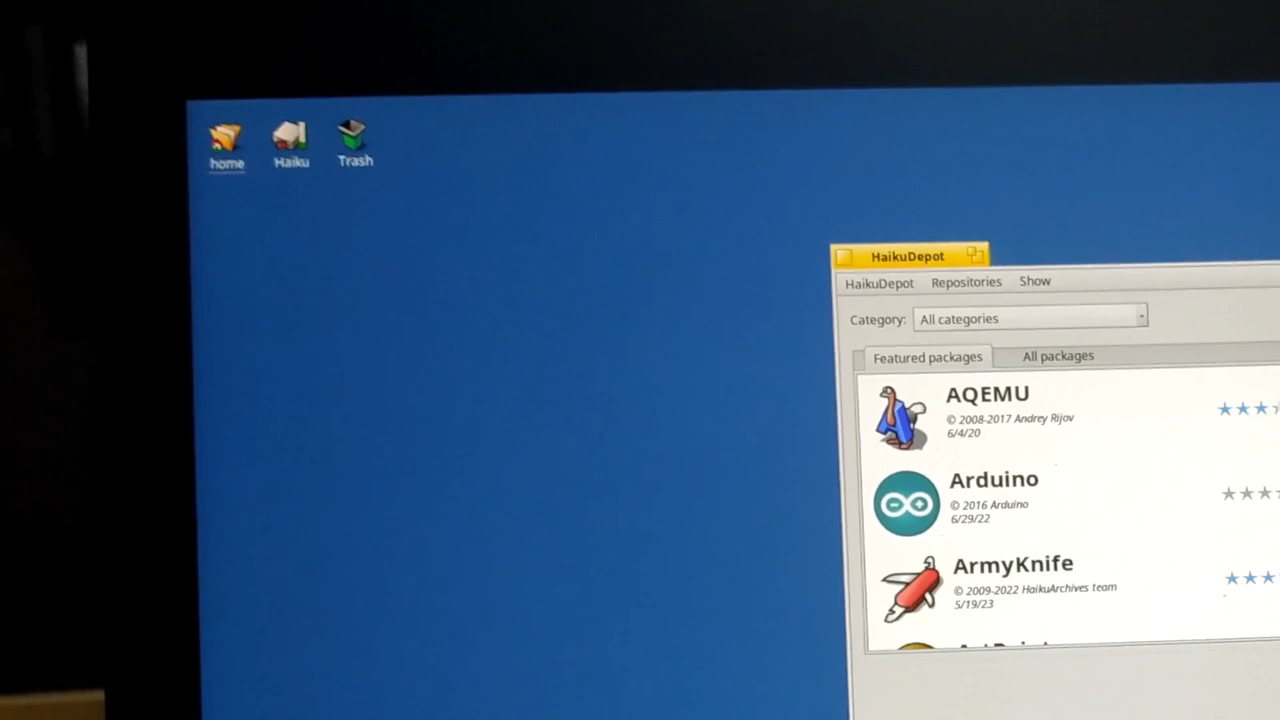 home
Haiku
Trash
HaikuDepot
HaikuDepot Repositories Show
Category: All categories
Featured packages All packages
AQEMU
© 2008-2017 Andrey Rijov
6/4/20
Arduino
© 2016 Arduino
6/29/22
ArmyKnife
© 2009-2022 HaikuArchives team
5/19/23